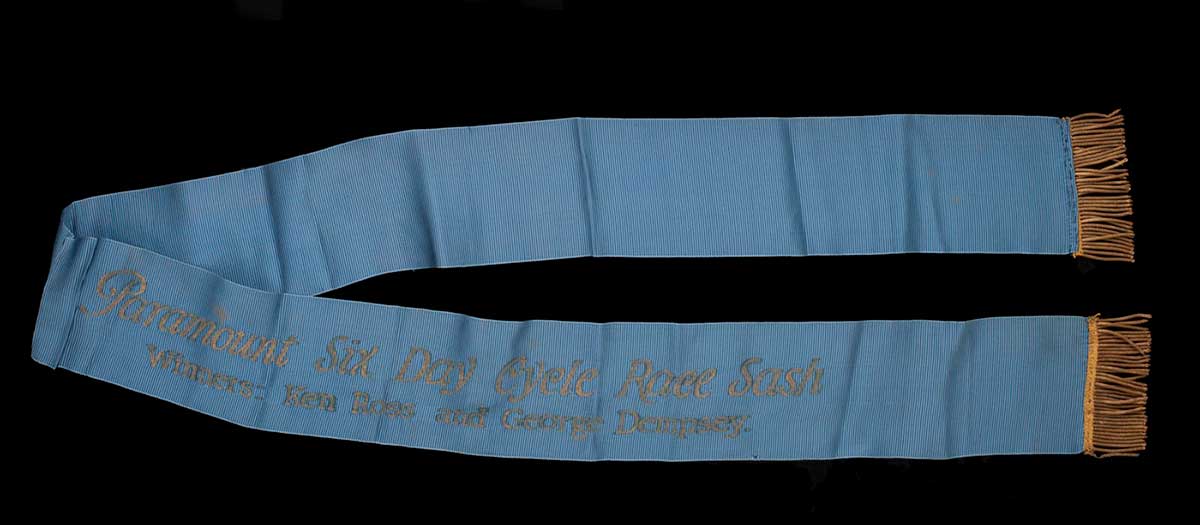 Paramount Six Day Cycle Race Sash
Winners: Ken Ross and George Dempsey.